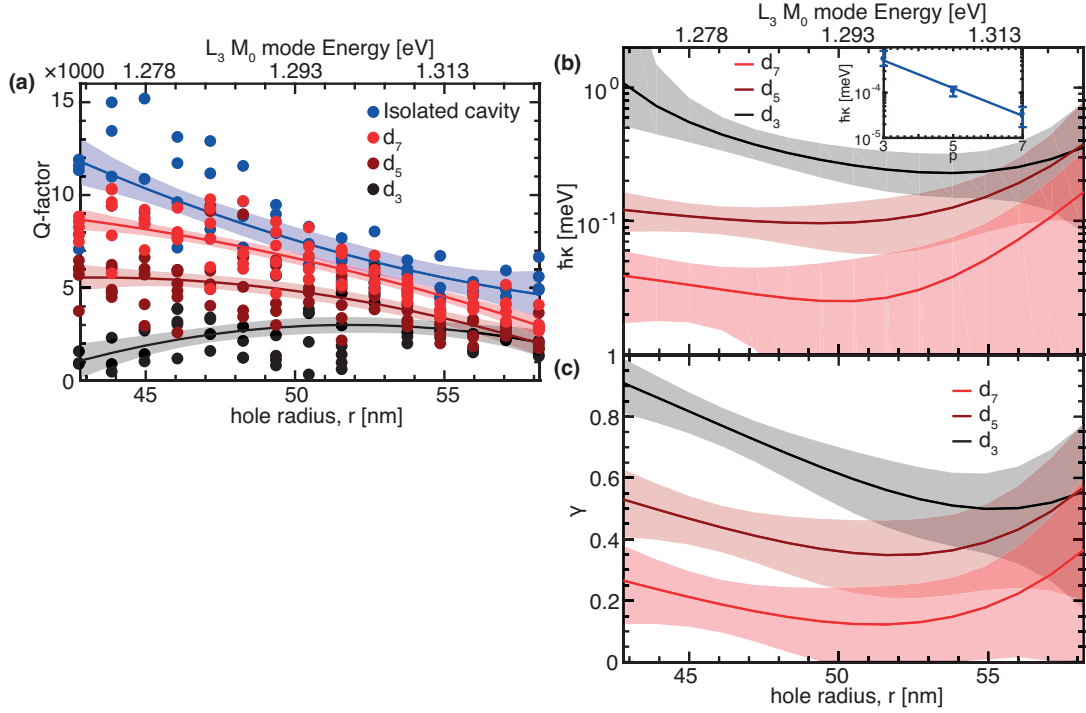 L₃ M₀ mode Energy [eV]
(a)
×1000
1.278
1.293
1.313
15
10
5
0
Q-factor
Isolated cavity
d₇
d₅
d₃
45
50
55
hole radius, r [nm]
L₃ M₀ mode Energy [eV]
1.278
1.293
1.313
(b)
d₇
d₅
d₃
10⁰
10⁻¹
ħκ [meV]
ħκ [meV]
10⁻⁴
10⁻⁵
3
5
7
p
(c)
1
0.8
0.6
0.4
0.2
0
γ
d₇
d₅
d₃
45
50
55
hole radius, r [nm]